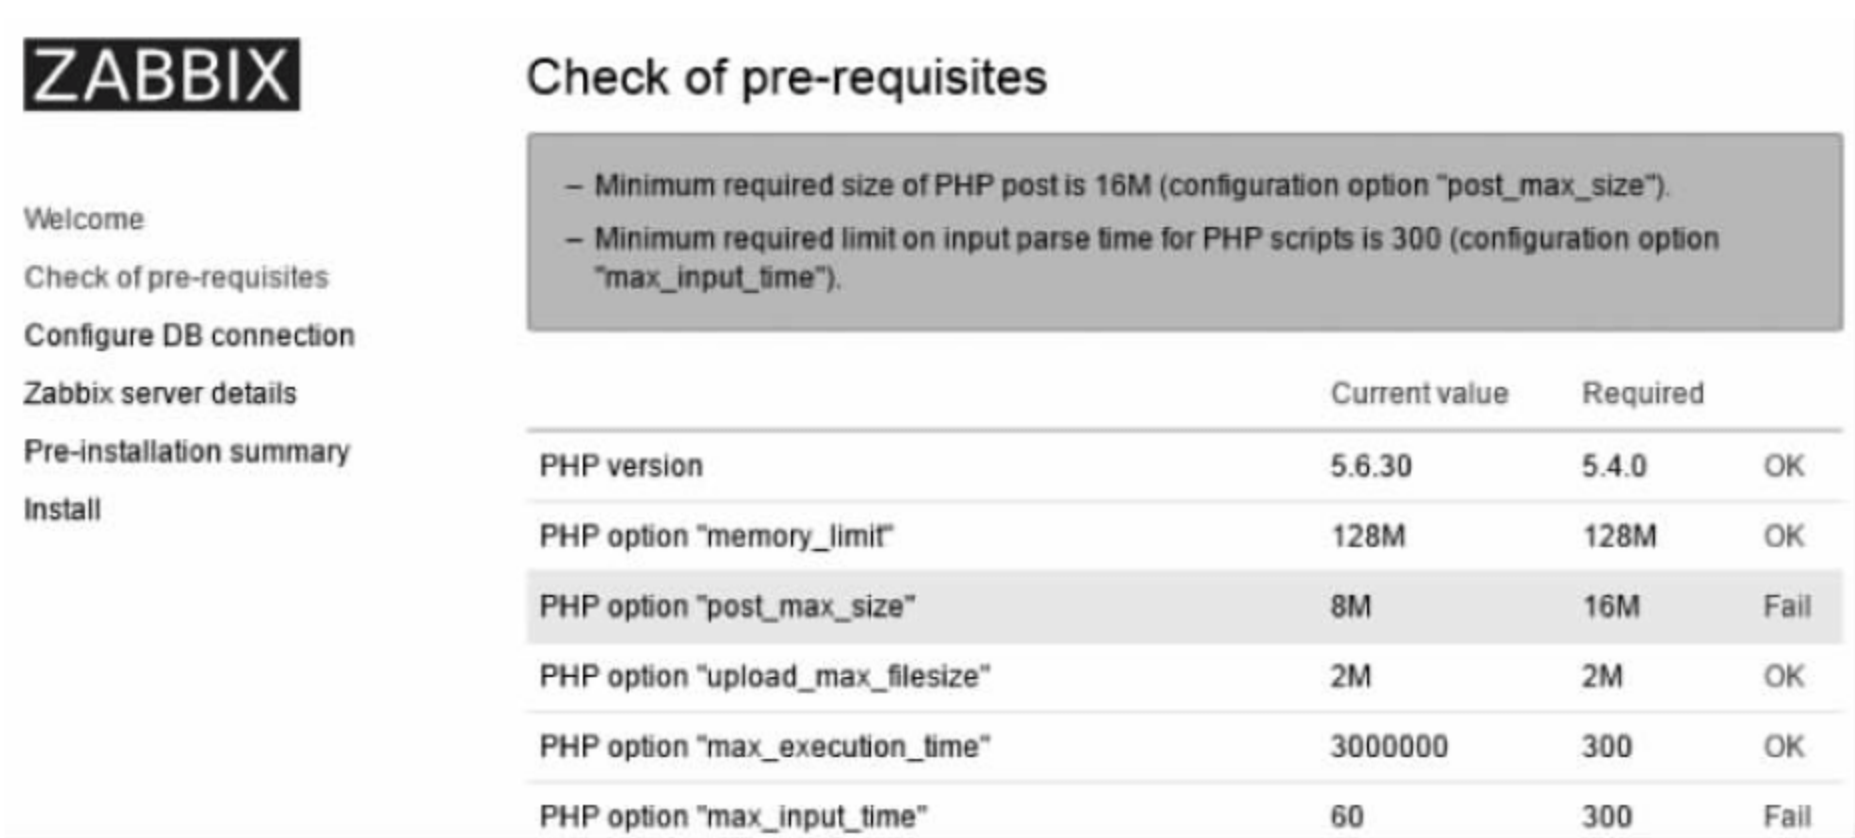 ZABBIX
Welcome
Check of pre-requisites
Configure DB connection
Zabbix server details
Pre-installation summary
Install
Check of pre-requisites
– Minimum required size of PHP post is 16M (configuration option "post_max_size").
– Minimum required limit on input parse time for PHP scripts is 300 (configuration option
"max_input_time").
Current value Required
PHP version 5.6.30 5.4.0 OK
PHP option "memory_limit" 128M 128M OK
PHP option "post_max_size" 8M 16M Fail
PHP option "upload_max_filesize" 2M 2M OK
PHP option "max_execution_time" 3000000 300 OK
PHP option "max_input_time" 60 300 Fail